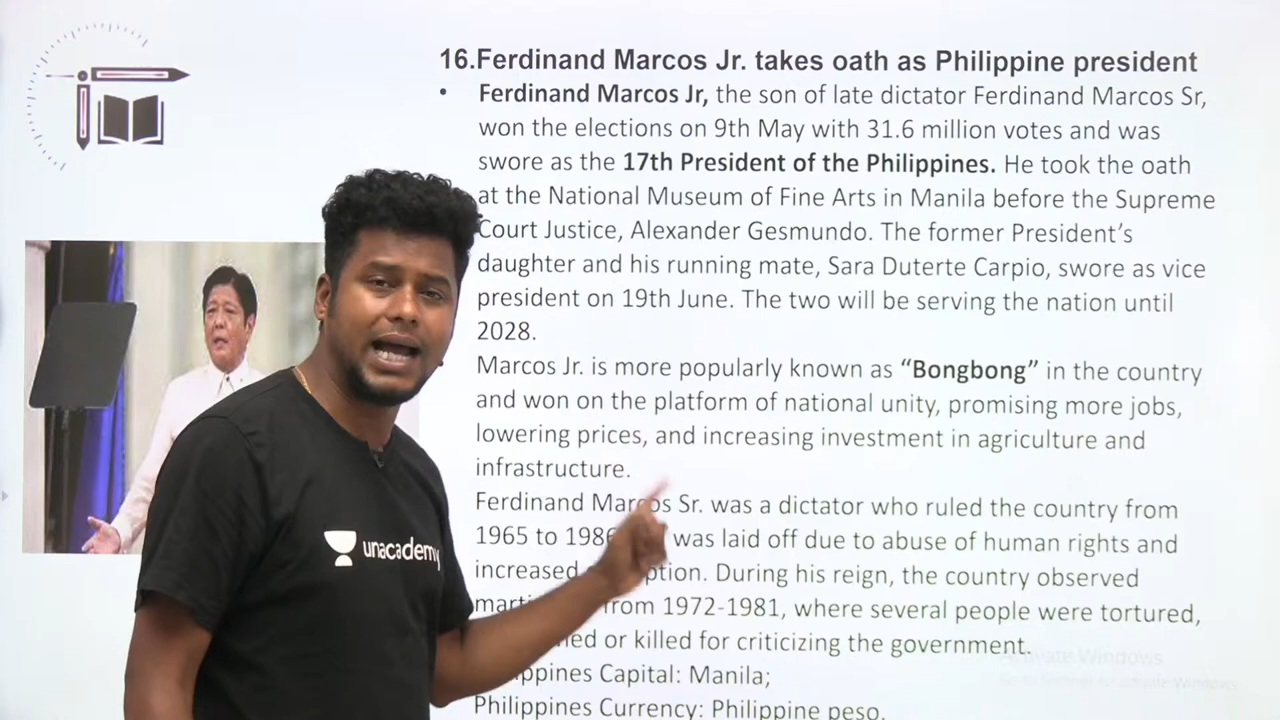 16.Ferdinand Marcos Jr. takes oath as Philippine president
• Ferdinand Marcos Jr, the son of late dictator Ferdinand Marcos Sr,
won the elections on 9th May with 31.6 million votes and was
swore as the 17th President of the Philippines. He took the oath
at the National Museum of Fine Arts in Manila before the Supreme
Court Justice, Alexander Gesmundo. The former President's
daughter and his running mate, Sara Duterte Carpio, swore as vice
president on 19th June. The two will be serving the nation until
2028.
Marcos Jr. is more popularly known as “Bongbong” in the country
and won on the platform of national unity, promising more jobs,
lowering prices, and increasing investment in agriculture and
infrastructure.
Ferdinand Marcos Sr. was a dictator who ruled the country from
1965 to 1986 was laid off due to abuse of human rights and
increased ption. During his reign, the country observed
marti from 1972-1981, where several people were tortured,
ned or killed for criticizing the government.
ppines Capital: Manila;
Philippines Currency: Philippine peso.
unacademy
Activate Windows